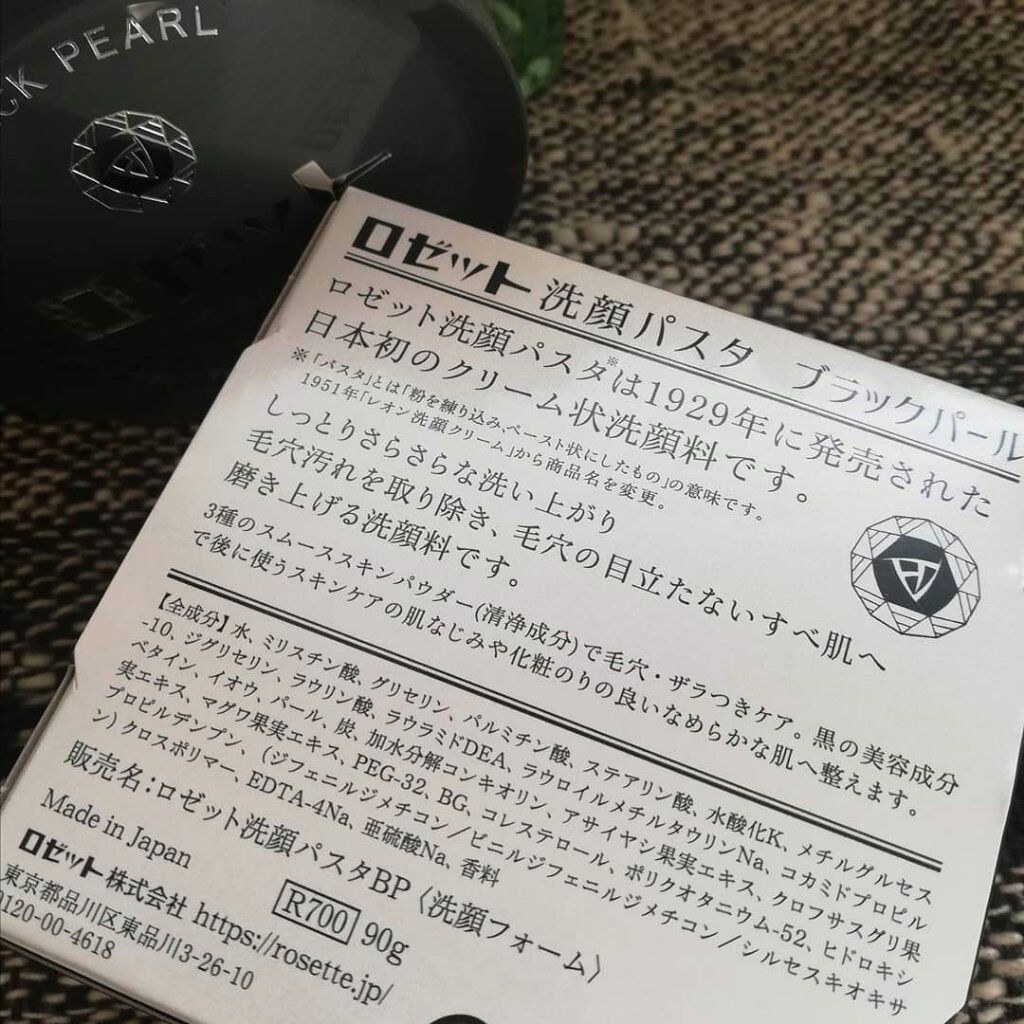 CK PEARL
ロゼット 洗顔パスタ ブラックパール
ロゼット洗顔パスタ※は1929年に発売された
日本初のクリーム状洗顔料です。
※「パスタ」とは「粉を練り込み、ペースト状にしたもの」の意味です。
1951年「レオン洗顔クリーム」から商品名を変更。
しっとりさらさらな洗い上がり
毛穴汚れを取り除き、毛穴の目立たないすべ肌へ
磨き上げる洗顔料です。
3種のスムーススキンパウダー(清浄成分)で毛穴・ザラつきケア。黒の美容成分
で後に使うスキンケアの肌なじみや化粧のりの良いなめらかな肌へ整えます。
【全成分】水、ミリスチン酸、グリセリン、パルミチン酸、ステアリン酸、水酸化K、メチルグルセス
-10、ジグリセリン、ラウリン酸、ラウラミドDEA、ラウロイルメチルタウリンNa、コカミドプロピル
ベタイン、イオウ、パール、炭、加水分解コンキオリン、アサイヤシ果実エキス、クロフサスグリ果
実エキス、マグワ果実エキス、PEG-32、BG、コレステロール、ポリクオタニウム-52、ヒドロキシ
プロピルデンプン、(ジフェニルジメチコン/ビニルジフェニルジメチコン/シルセスキオキサ
ン)クロスポリマー、EDTA-4Na、亜硫酸Na、香料
販売名:ロゼット洗顔パスタBP〈洗顔フォーム〉
Made in Japan R700 90g
ロゼット株式会社 https://rosette.jp/
東京都品川区東品川3-26-10
0120-00-4618